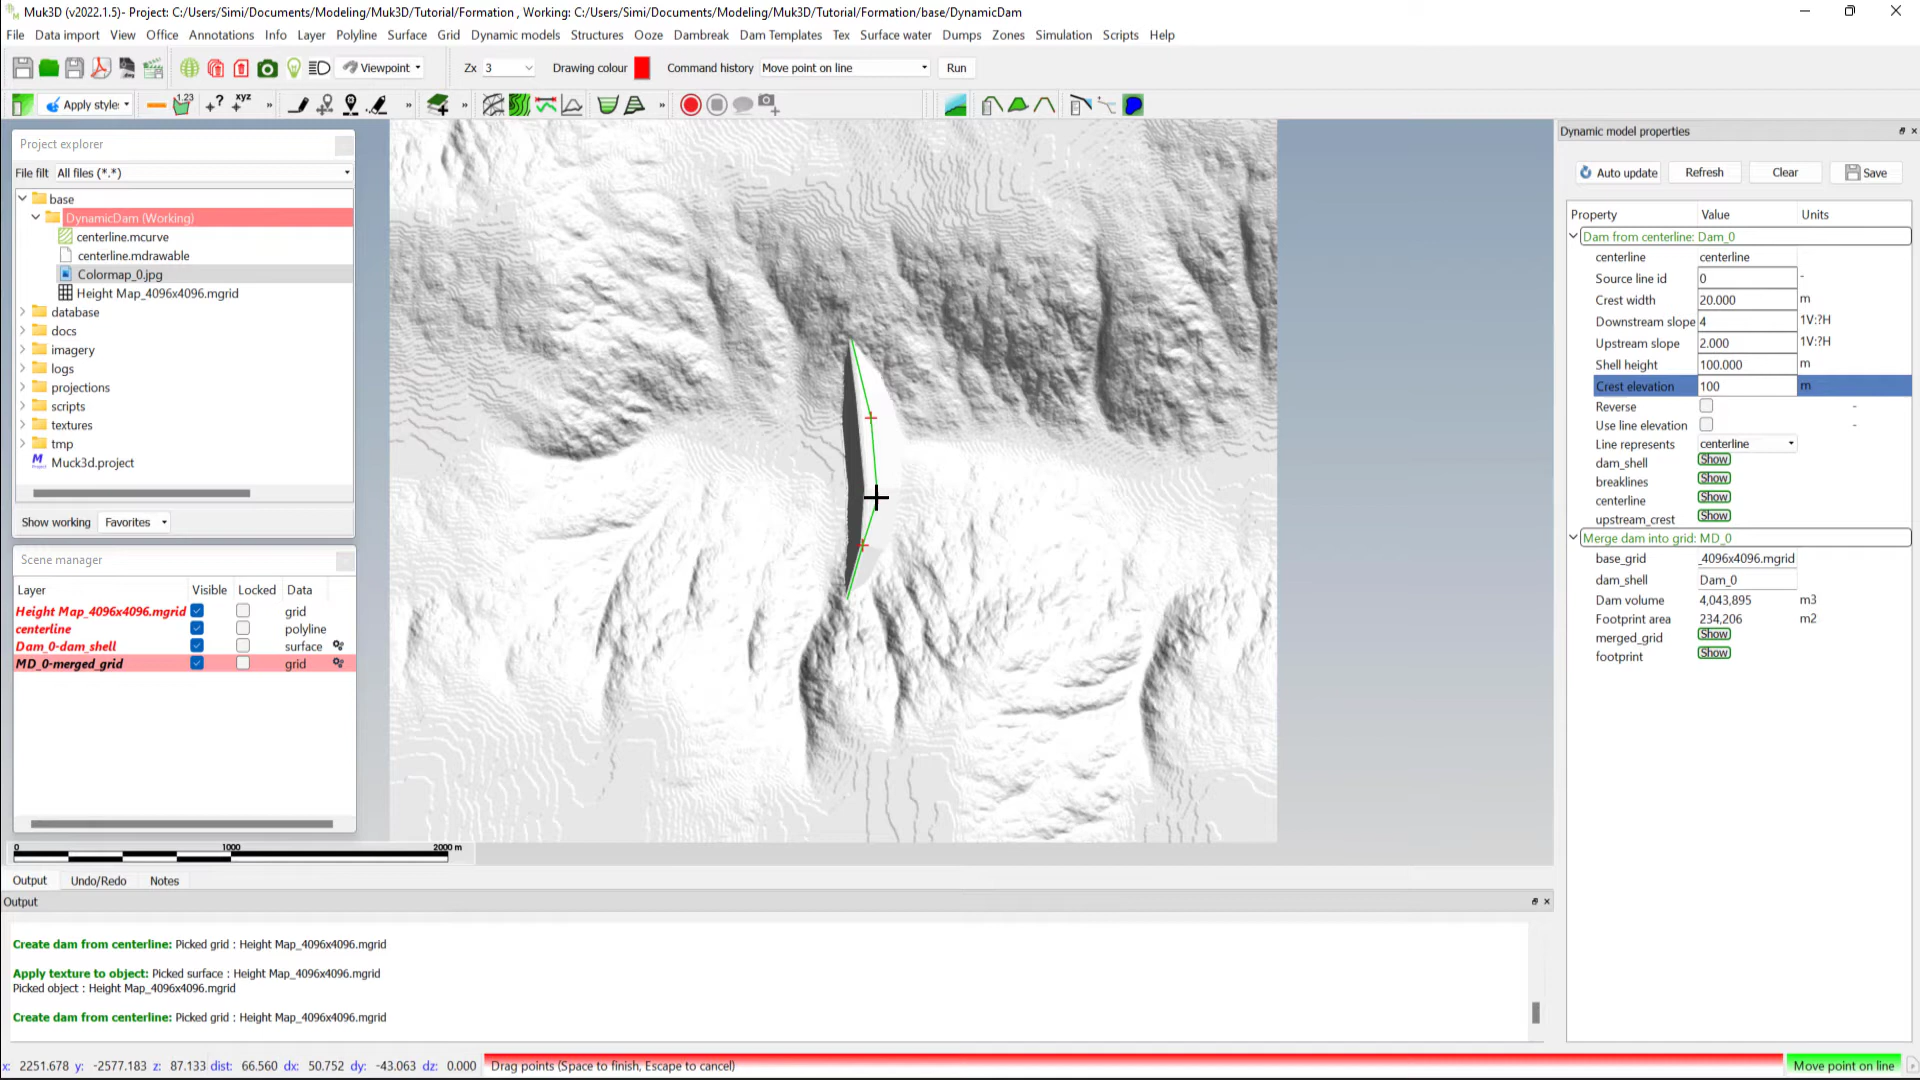 Muk3D (v2022.1.5)- Project: C:/Users/Simi/Documents/Modeling/Muk3D/Tutorial/Formation , Working: C:/Users/Simi/Documents/Modeling/Muk3D/Tutorial/Formation/base/DynamicDam
File Data import View Office Annotations Info Layer Polyline Surface Grid Dynamic models Structures Ooze Dambreak Dam Templates Tex Surface water Dumps Zones Simulation Scripts Help
Viewpoint Zx 3 Drawing colour Command history Move point on line Run
Apply style: 1.23 ? xyz » » » »
Project explorer
File filt All files (*.*)
base
DynamicDam (Working)
centerline.mcurve
centerline.mdrawable
Colormap_0.jpg
Height Map_4096x4096.mgrid
database
docs
imagery
logs
projections
scripts
textures
tmp
Muk3d.project
Show working Favorites
Scene manager
Layer Visible Locked Data
Height Map_4096x4096.mgrid grid
centerline polyline
Dam_0-dam_shell surface
MD_0-merged_grid grid
0 1000 2000 m
Dynamic model properties
Auto update Refresh Clear Save
Property Value Units
Dam from centerline: Dam_0
centerline centerline
Source line id 0 -
Crest width 20.000 m
Downstream slope 4 1V:?H
Upstream slope 2.000 1V:?H
Shell height 100.000 m
Crest elevation 100 m
Reverse -
Use line elevation -
Line represents centerline
dam_shell Show
breaklines Show
centerline Show
upstream_crest Show
Merge dam into grid: MD_0
base_grid _4096x4096.mgrid
dam_shell Dam_0
Dam volume 4,043,895 m3
Footprint area 234,206 m2
merged_grid Show
footprint Show
Output Undo/Redo Notes
Output
Create dam from centerline: Picked grid : Height Map_4096x4096.mgrid
Apply texture to object: Picked surface : Height Map_4096x4096.mgrid
Picked object : Height Map_4096x4096.mgrid
Create dam from centerline: Picked grid : Height Map_4096x4096.mgrid
x: 2251.678 y: -2577.183 z: 87.133 dist: 66.560 dx: 50.752 dy: -43.063 dz: 0.000 Drag points (Space to finish, Escape to cancel) Move point on line